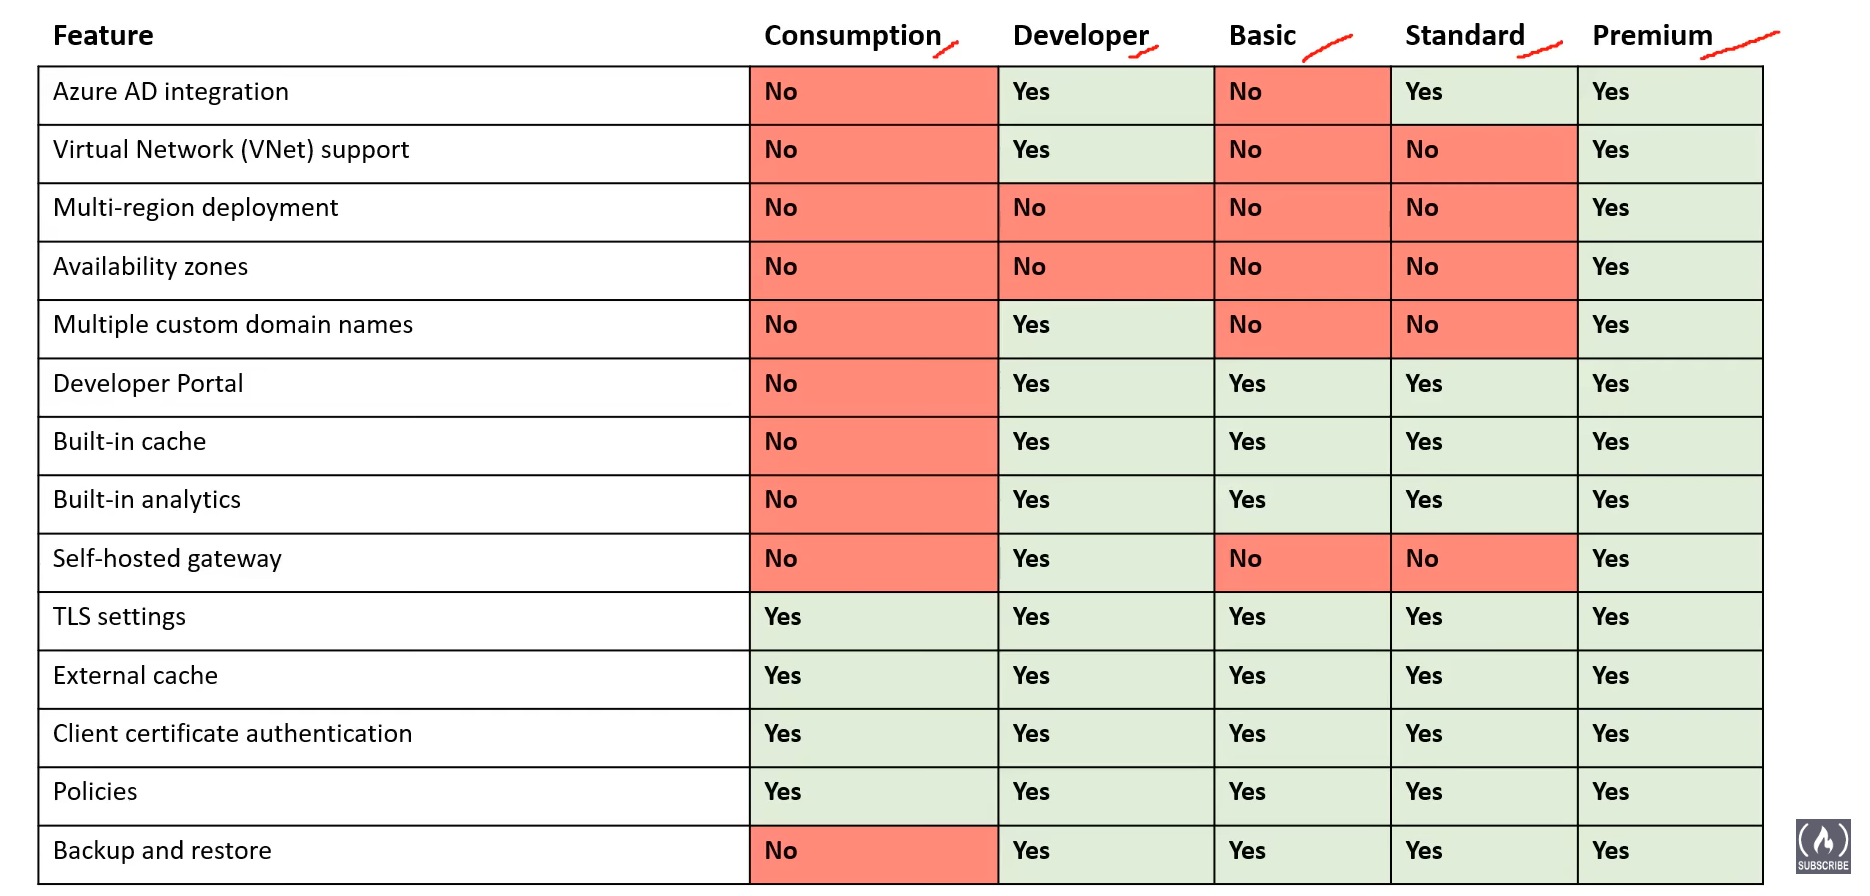 Feature Consumption Developer Basic Standard Premium
Azure AD integration No Yes No Yes Yes
Virtual Network (VNet) support No Yes No No Yes
Multi-region deployment No No No No Yes
Availability zones No No No No Yes
Multiple custom domain names No Yes No No Yes
Developer Portal No Yes Yes Yes Yes
Built-in cache No Yes Yes Yes Yes
Built-in analytics No Yes Yes Yes Yes
Self-hosted gateway No Yes No No Yes
TLS settings Yes Yes Yes Yes Yes
External cache Yes Yes Yes Yes Yes
Client certificate authentication Yes Yes Yes Yes Yes
Policies Yes Yes Yes Yes Yes
Backup and restore No Yes Yes Yes Yes
SUBSCRIBE